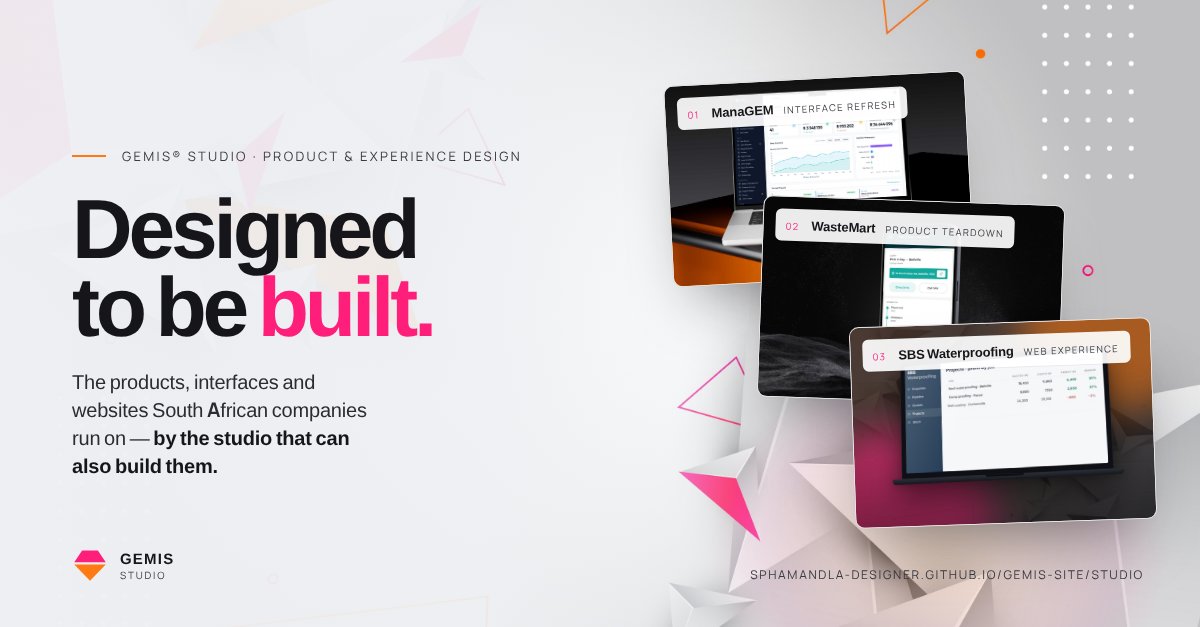 GEMIS® STUDIO · PRODUCT & EXPERIENCE DESIGN
Designed
to be built.
The products, interfaces and
websites South African companies
run on — by the studio that can
also build them.
GEMIS
STUDIO
01 ManaGEM INTERFACE REFRESH
02 WasteMart PRODUCT TEARDOWN
03 SBS Waterproofing WEB EXPERIENCE
SPHAMANDLA-DESIGNER.GITHUB.IO/GEMIS-SITE/STUDIO